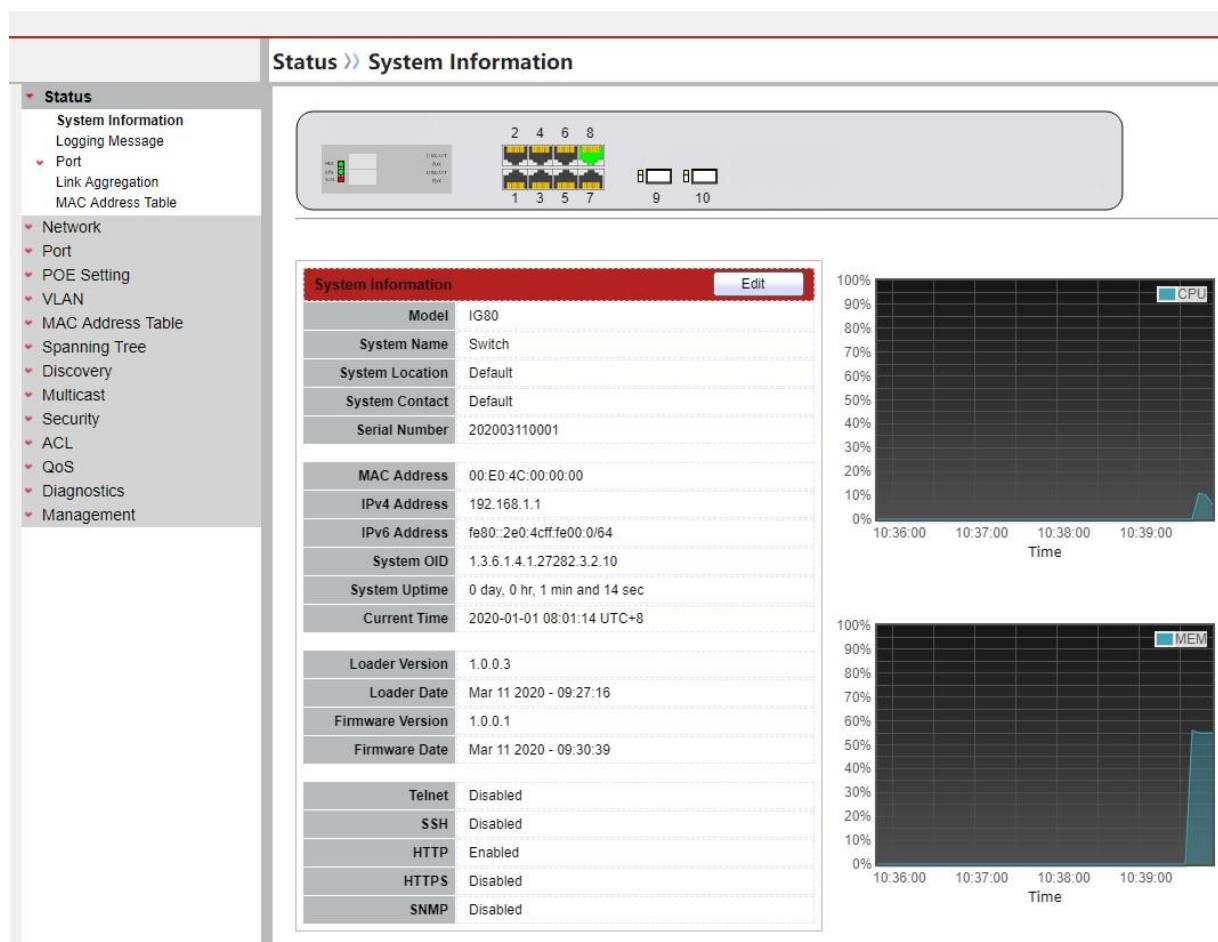 Status 》 System Information
Status
System Information
Logging Message
Port
Link Aggregation
MAC Address Table
Network
Port
POE Setting
VLAN
MAC Address Table
Spanning Tree
Discovery
Multicast
Security
ACL
QoS
Diagnostics
Management
2 4 6 8
1 3 5 7 9 10
System Information Edit
Model IG80
System Name Switch
System Location Default
System Contact Default
Serial Number 202003110001
MAC Address 00:E0:4C:00:00:00
IPv4 Address 192.168.1.1
IPv6 Address fe80::2e0:4cff:fe00:0/64
System OID 1.3.6.1.4.1.27282.3.2.10
System Uptime 0 day, 0 hr, 1 min and 14 sec
Current Time 2020-01-01 08:01:14 UTC+8
Loader Version 1.0.0.3
Loader Date Mar 11 2020 - 09:27:16
Firmware Version 1.0.0.1
Firmware Date Mar 11 2020 - 09:30:39
Telnet Disabled
SSH Disabled
HTTP Enabled
HTTPS Disabled
SNMP Disabled
100%
CPU
90%
80%
70%
60%
50%
40%
30%
20%
10%
0%
10:36:00 10:37:00 10:38:00 10:39:00
Time
100%
MEM
90%
80%
70%
60%
50%
40%
30%
20%
10%
0%
10:36:00 10:37:00 10:38:00 10:39:00
Time